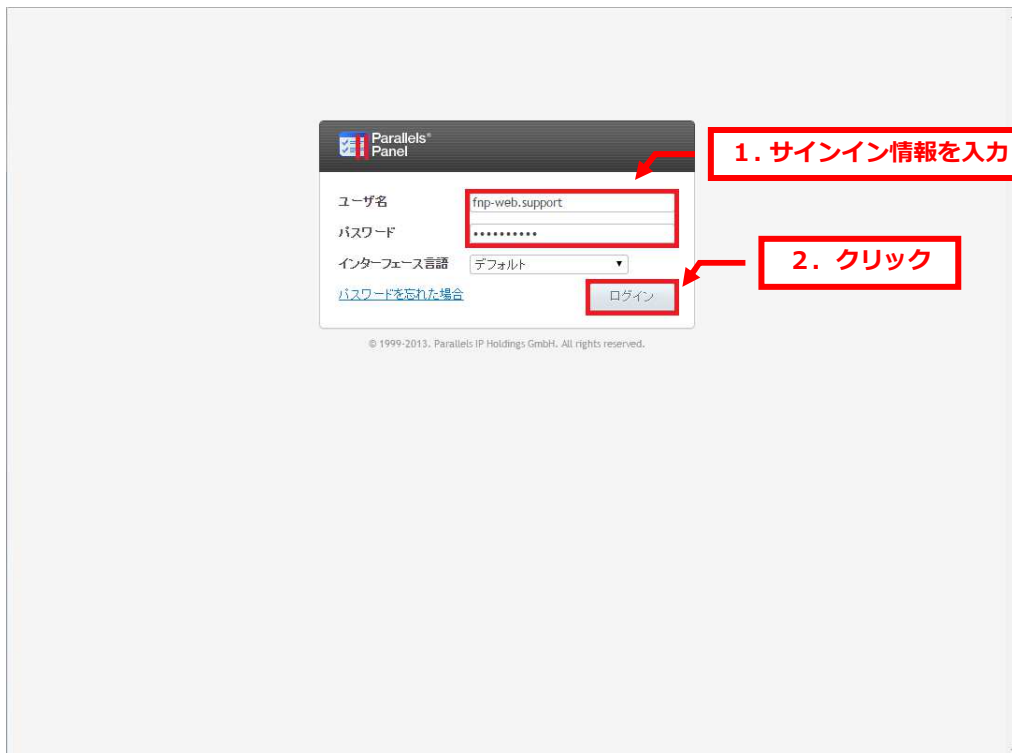 Parallels®
Panel
1．サインイン情報を入力
ユーザ名
fnp-web.support
パスワード
••••••••••
インターフェース言語
デフォルト
2．クリック
パスワードを忘れた場合
ログイン
© 1999-2013. Parallels IP Holdings GmbH. All rights reserved.